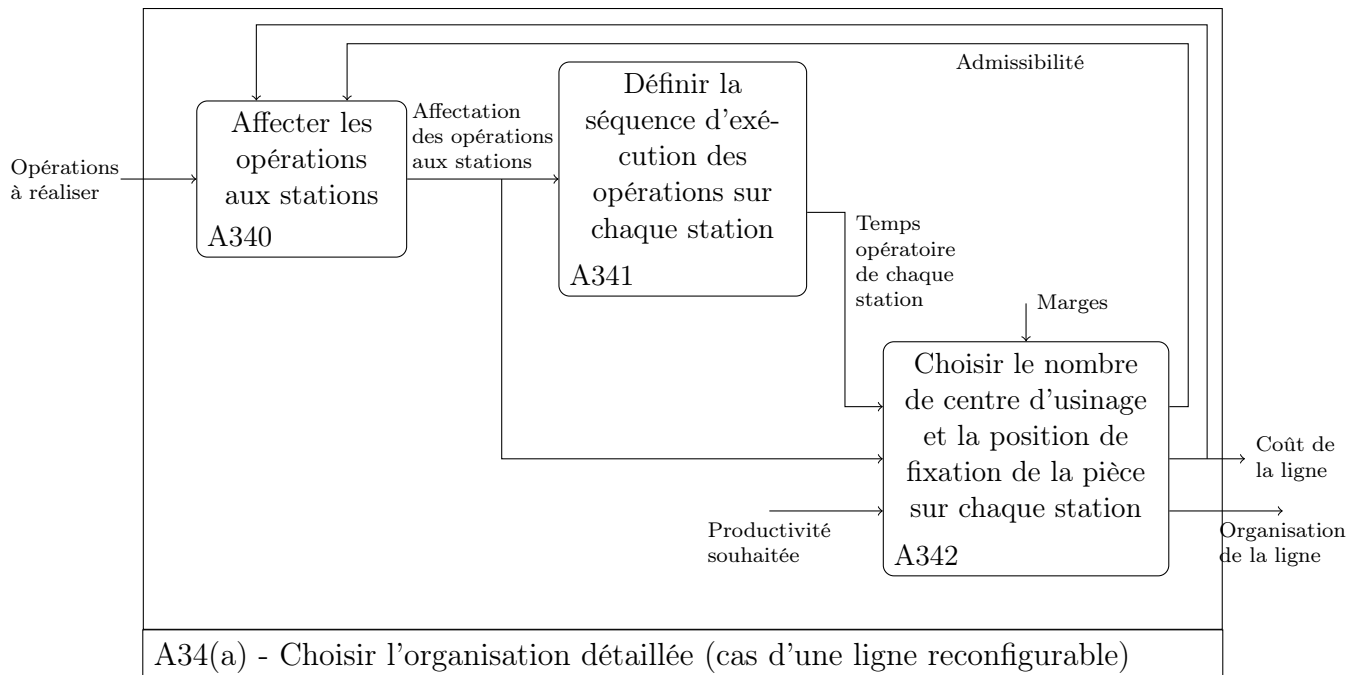 Admissibilité
Opérations
à réaliser
Affecter les
opérations
aux stations
A340
Affectation
des opérations
aux stations
Définir la
séquence d'exé-
cution des
opérations sur
chaque station
A341
Temps
opératoire
de chaque
station
Marges
Choisir le nombre
de centre d'usinage
et la position de
fixation de la pièce
sur chaque station
A342
Productivité
souhaitée
Coût de
la ligne
Organisation
de la ligne
A34(a) - Choisir l'organisation détaillée (cas d'une ligne reconfigurable)